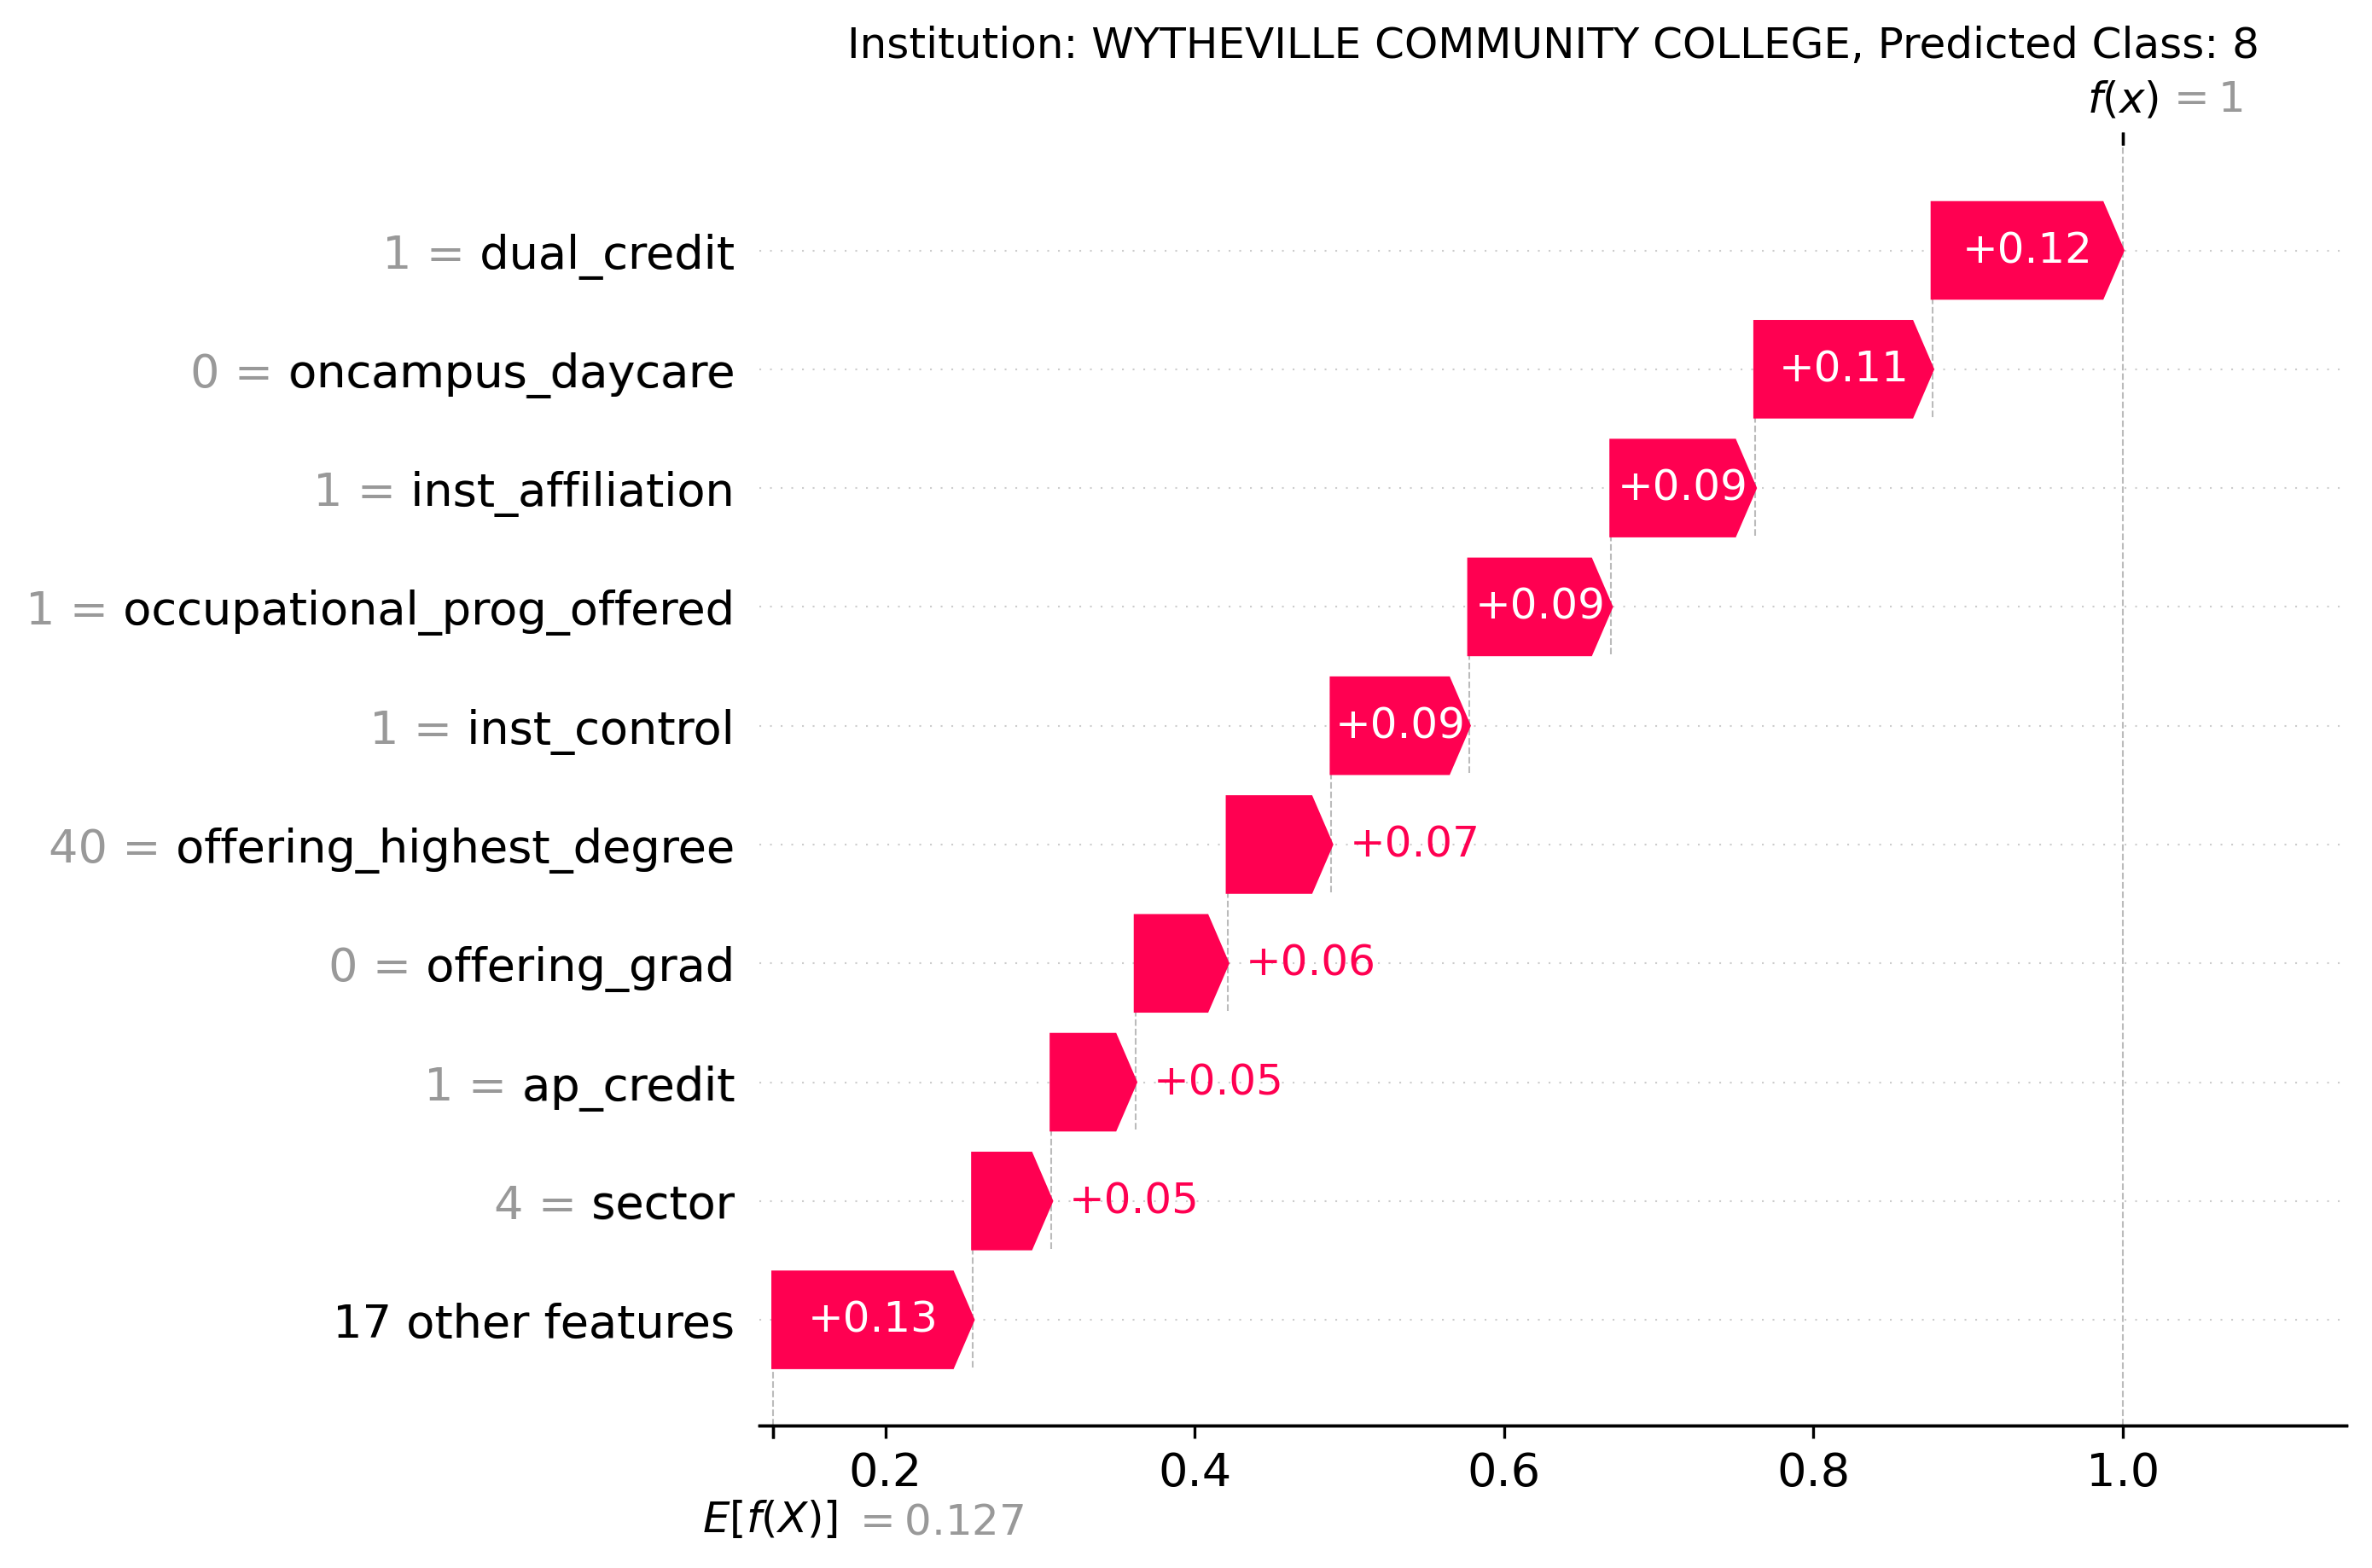 Institution: WYTHEVILLE COMMUNITY COLLEGE, Predicted Class: 8
f(x) = 1
1 = dual_credit +0.12
0 = oncampus_daycare +0.11
1 = inst_affiliation +0.09
1 = occupational_prog_offered +0.09
1 = inst_control +0.09
40 = offering_highest_degree +0.07
0 = offering_grad +0.06
1 = ap_credit +0.05
4 = sector +0.05
17 other features +0.13
0.2 0.4 0.6 0.8 1.0
E[f(X)] = 0.127